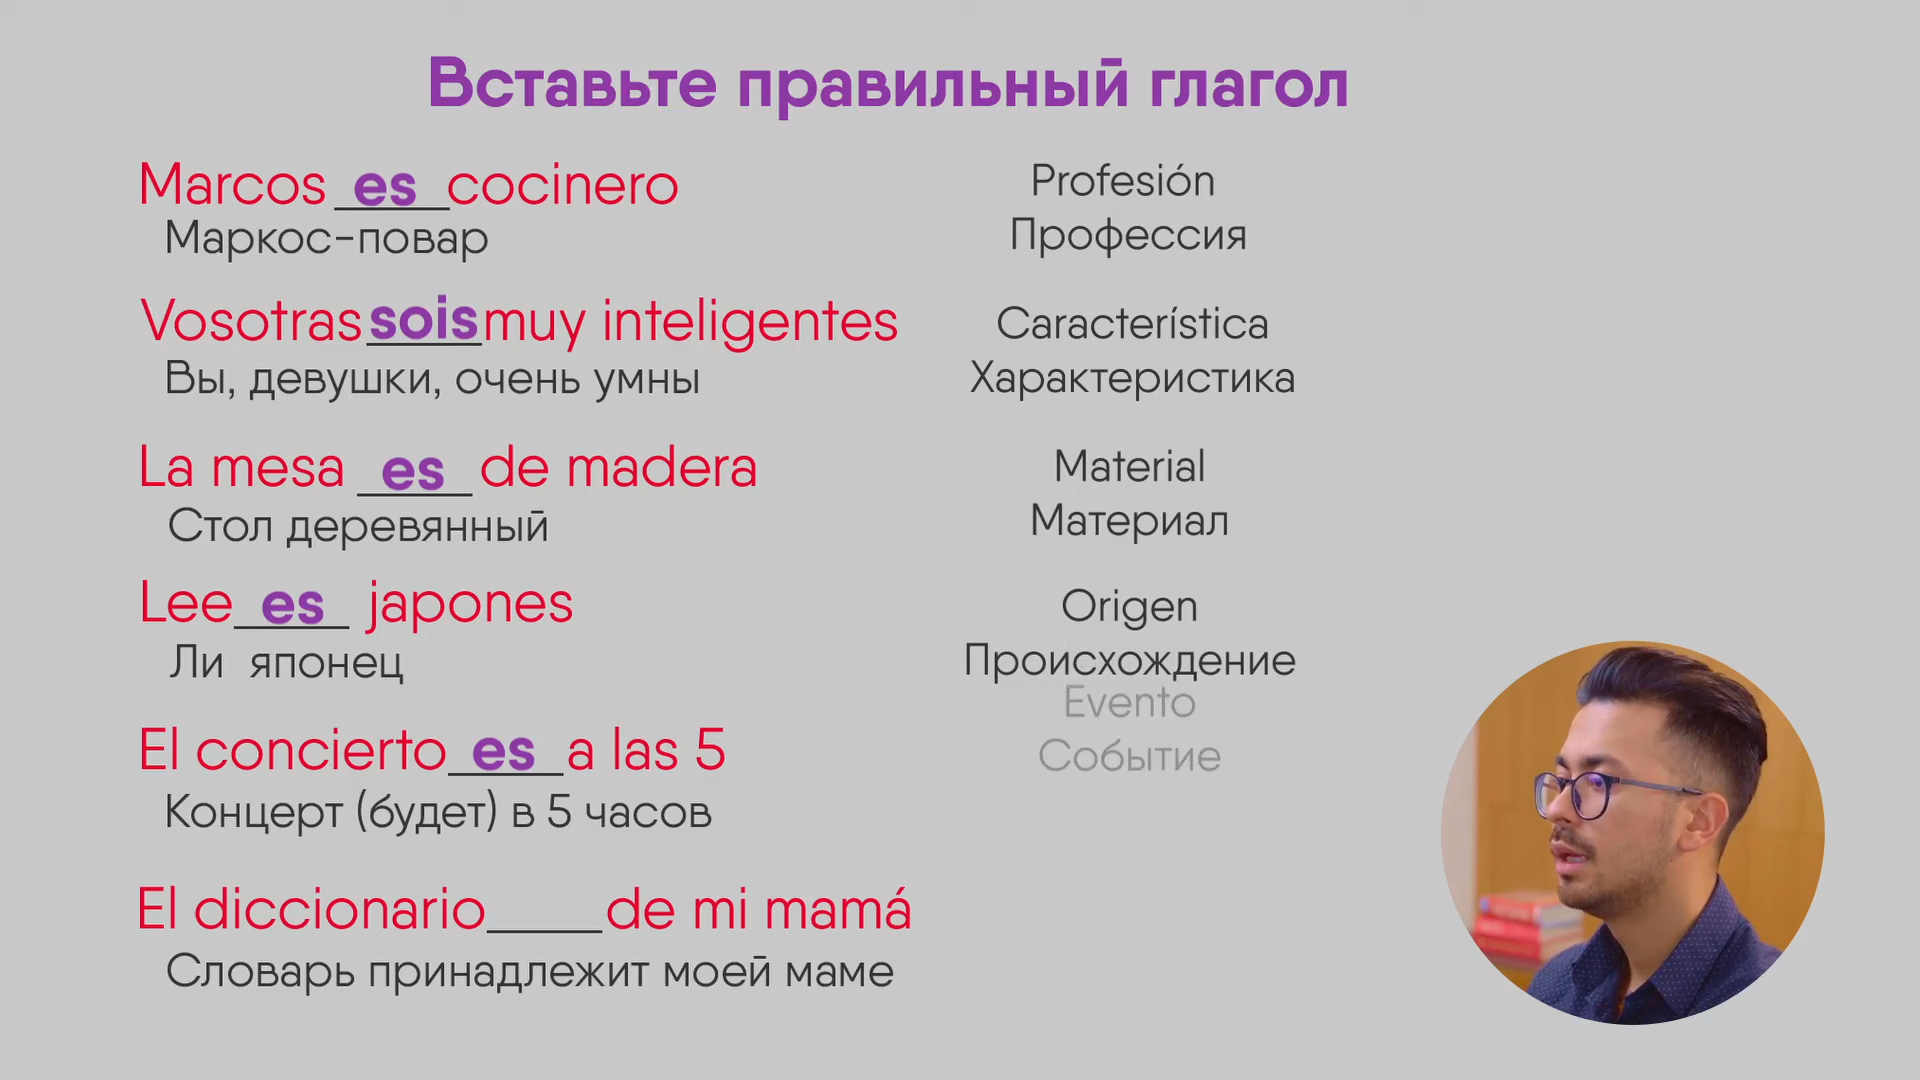 Вставьте правильный глагол
Marcos es cocinero
Маркос-повар
Profesión
Профессия
Vosotras sois muy inteligentes
Вы, девушки, очень умны
Característica
Характеристика
La mesa es de madera
Стол деревянный
Material
Материал
Lee es japones
Ли японец
Origen
Происхождение
Evento
Событие
El concierto es a las 5
Концерт (будет) в 5 часов
El diccionario____de mi mamá
Словарь принадлежит моей маме